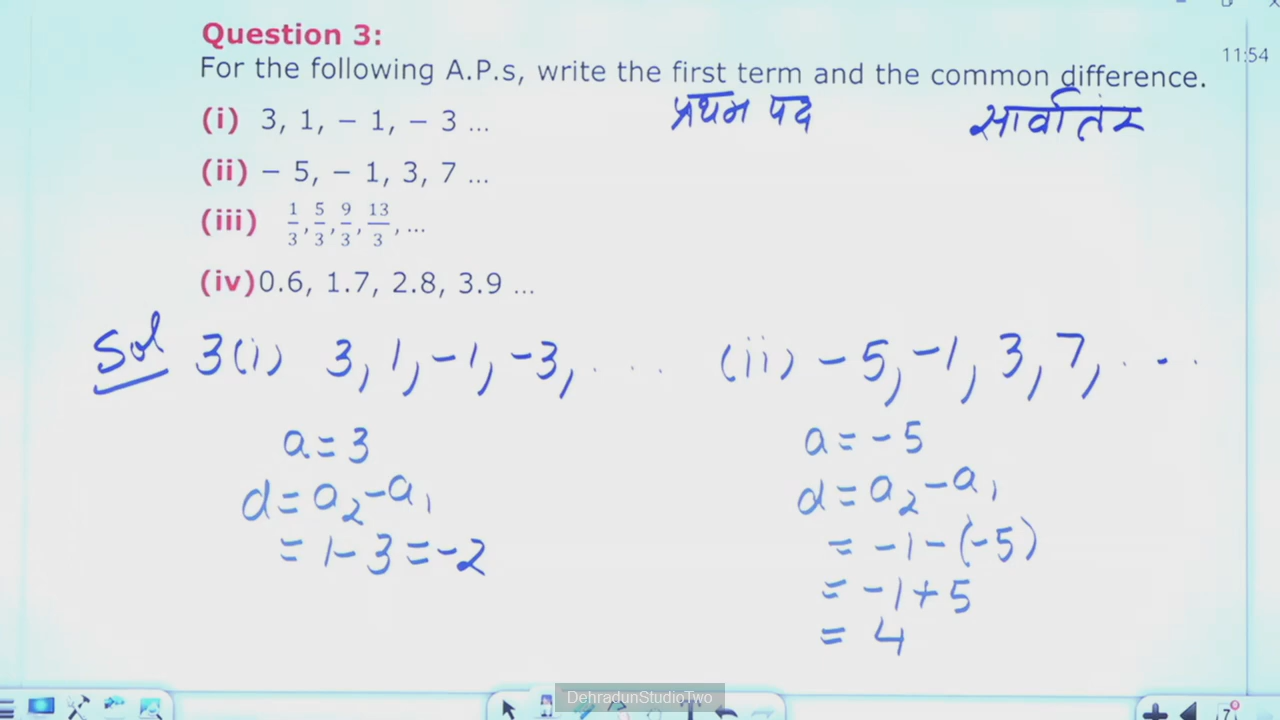 Question 3:
11:54
For the following A.P.s, write the first term and the common difference.
प्रथम पद सार्वांतर
(i) 3, 1, − 1, − 3 ...
(ii) − 5, − 1, 3, 7 ...
(iii) 1/3, 5/3, 9/3, 13/3, ...
(iv) 0.6, 1.7, 2.8, 3.9 ...
Sol 3(i) 3, 1, -1, -3, ....
a = 3
d = a₂ - a₁
= 1 - 3 = -2
(ii) -5, -1, 3, 7, ....
a = -5
d = a₂ - a₁
= -1 - (-5)
= -1 + 5
= 4
DehradunStudioTwo